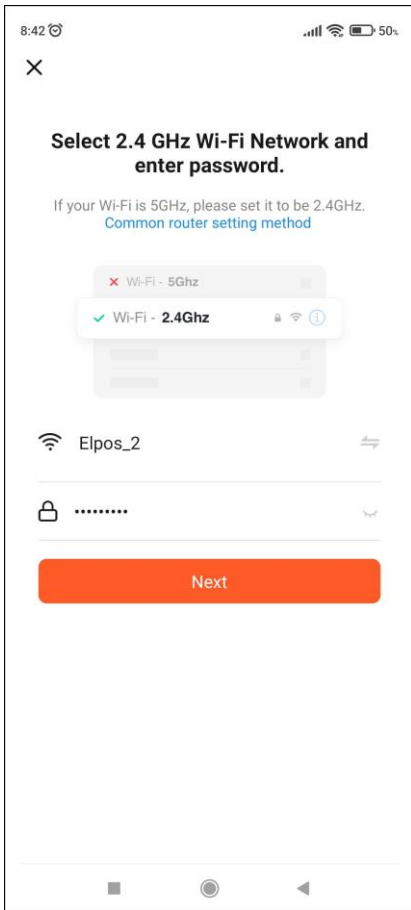 8:42
50%
Select 2.4 GHz Wi-Fi Network and
enter password.
If your Wi-Fi is 5GHz, please set it to be 2.4GHz.
Common router setting method
Wi-Fi - 5Ghz
Wi-Fi - 2.4Ghz
Elpos_2
•••••••••
Next